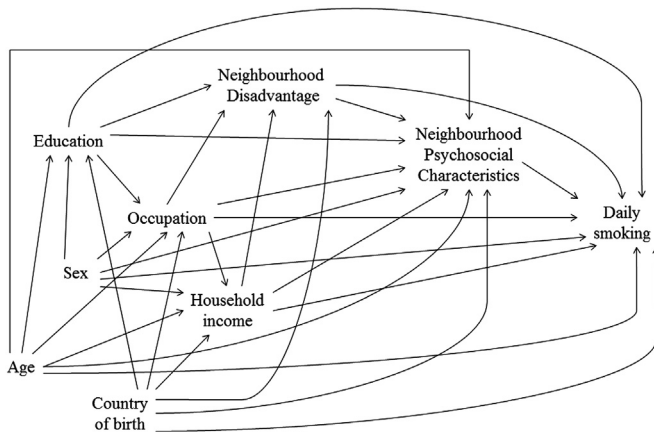 Neighbourhood
Disadvantage
Education
Neighbourhood
Psychosocial
Characteristics
Occupation
Daily
smoking
Sex
Household
income
Age
Country
of birth